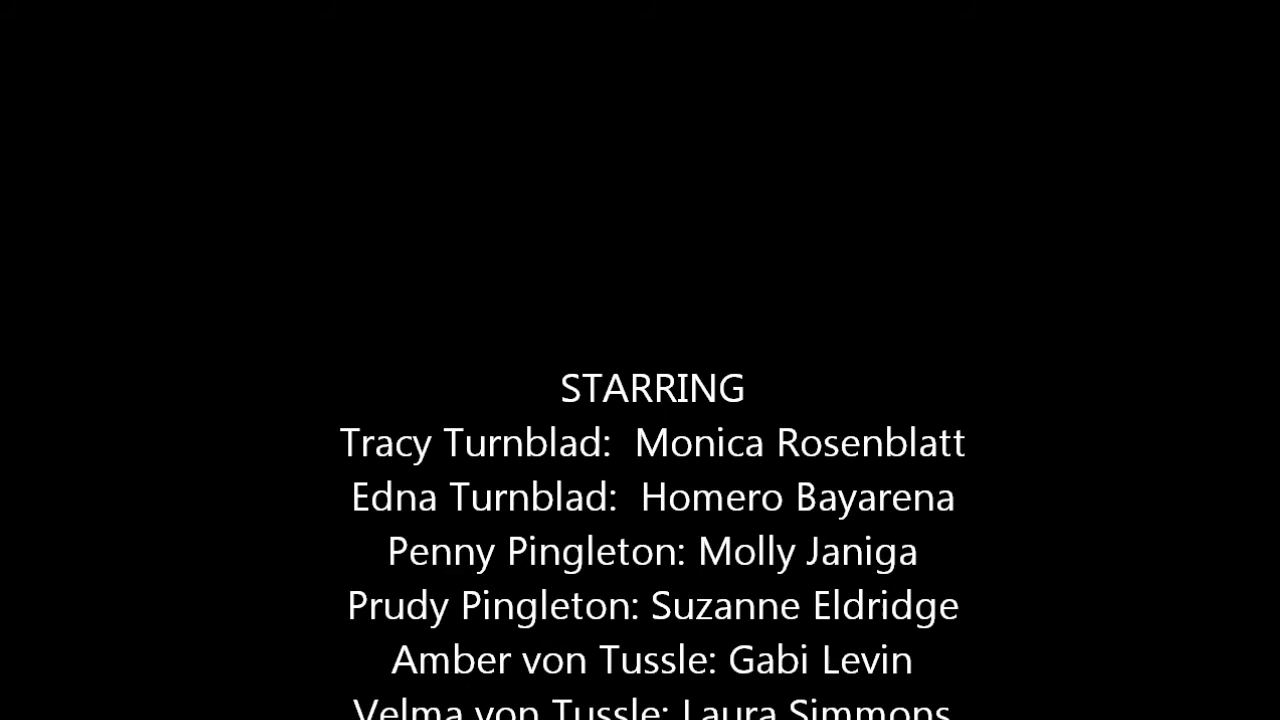 STARRING
Tracy Turnblad:  Monica Rosenblatt
Edna Turnblad:  Homero Bayarena
Penny Pingleton: Molly Janiga
Prudy Pingleton: Suzanne Eldridge
Amber von Tussle: Gabi Levin
Velma von Tussle: Laura Simmons